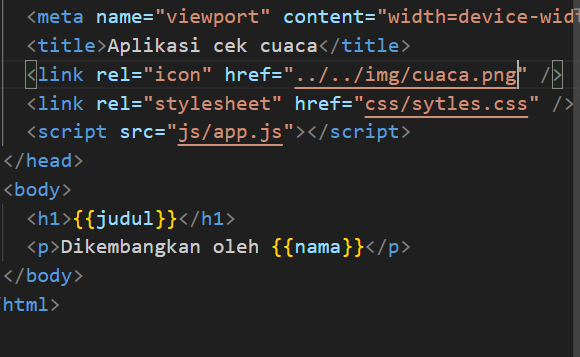 <meta name="viewport" content="width=device-widt
<title>Aplikasi cek cuaca</title>
<link rel="icon" href="../../img/cuaca.png" />
<link rel="stylesheet" href="css/sytles.css" />
<script src="js/app.js"></script>
</head>
<body>
<h1>{{judul}}</h1>
<p>Dikembangkan oleh {{nama}}</p>
</body>
html>